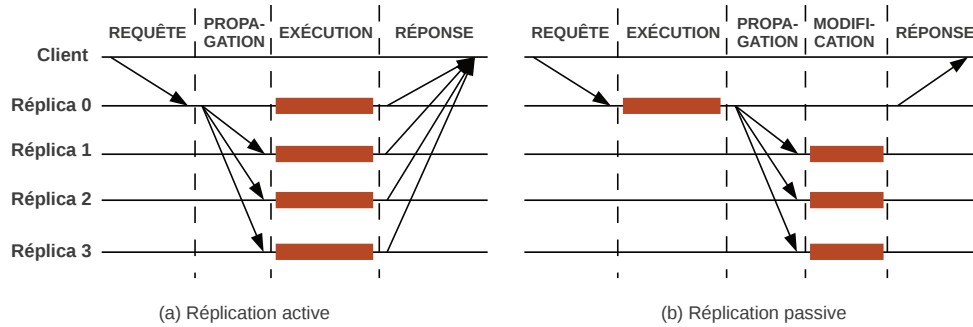 REQUÊTE PROPA-GATION EXÉCUTION RÉPONSE
REQUÊTE EXÉCUTION PROPA-GATION MODIFI-CATION RÉPONSE
Client
Réplica 0
Réplica 1
Réplica 2
Réplica 3
(a) Réplication active
(b) Réplication passive